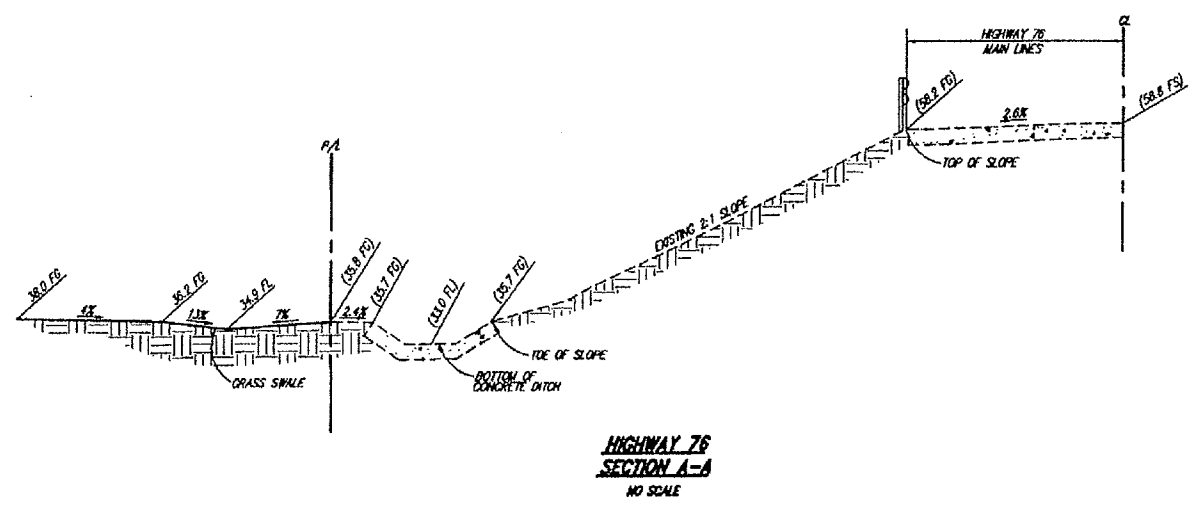 CL
HIGHWAY 76
MAIN LINES
(58.2 FG)
(58.8 FS)
2.6%
TOP OF SLOPE
P/L
EXISTING 2:1 SLOPE
38.0 FG
36.2 FG
34.9 FL
(35.8 FG)
(35.7 FG)
(33.0 FL)
(35.7 FG)
4%
13%
7%
2.4%
GRASS SWALE
TOE OF SLOPE
BOTTOM OF
CONCRETE DITCH
HIGHWAY 76
SECTION A-A
NO SCALE